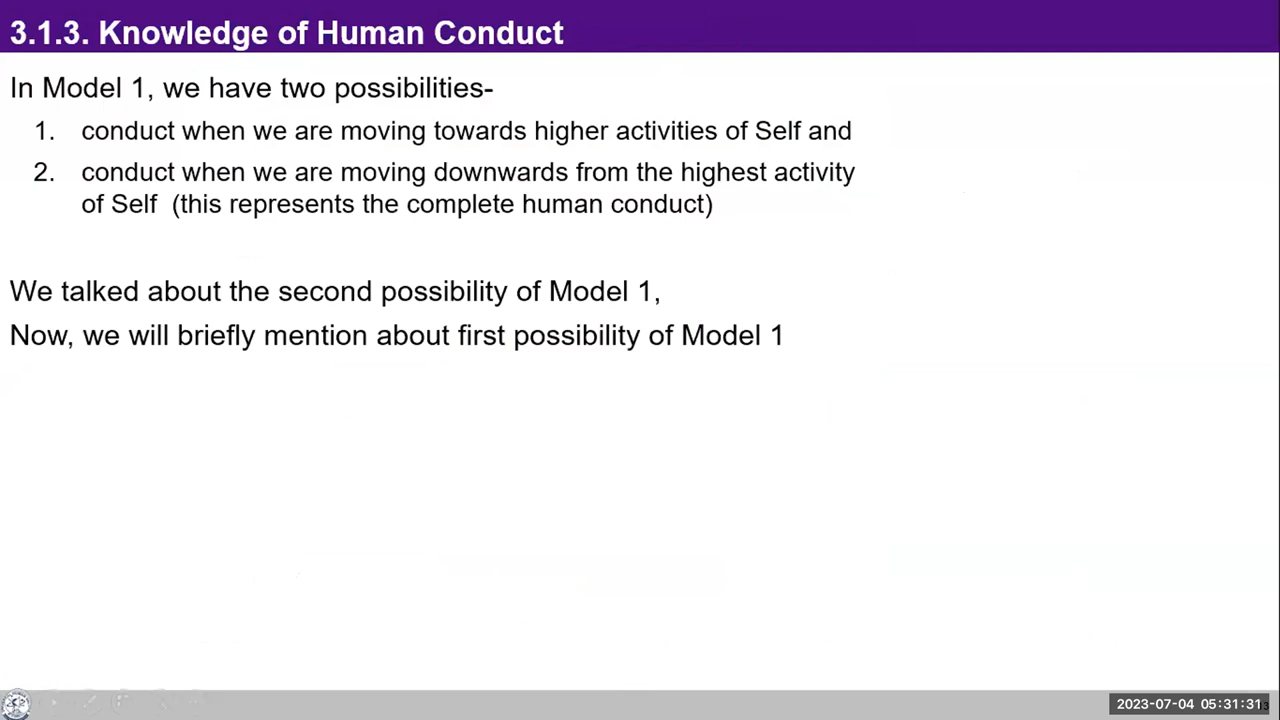 3.1.3. Knowledge of Human Conduct
In Model 1, we have two possibilities-
1. conduct when we are moving towards higher activities of Self and
2. conduct when we are moving downwards from the highest activity
of Self (this represents the complete human conduct)
We talked about the second possibility of Model 1,
Now, we will briefly mention about first possibility of Model 1
2023-07-04 05:31:31